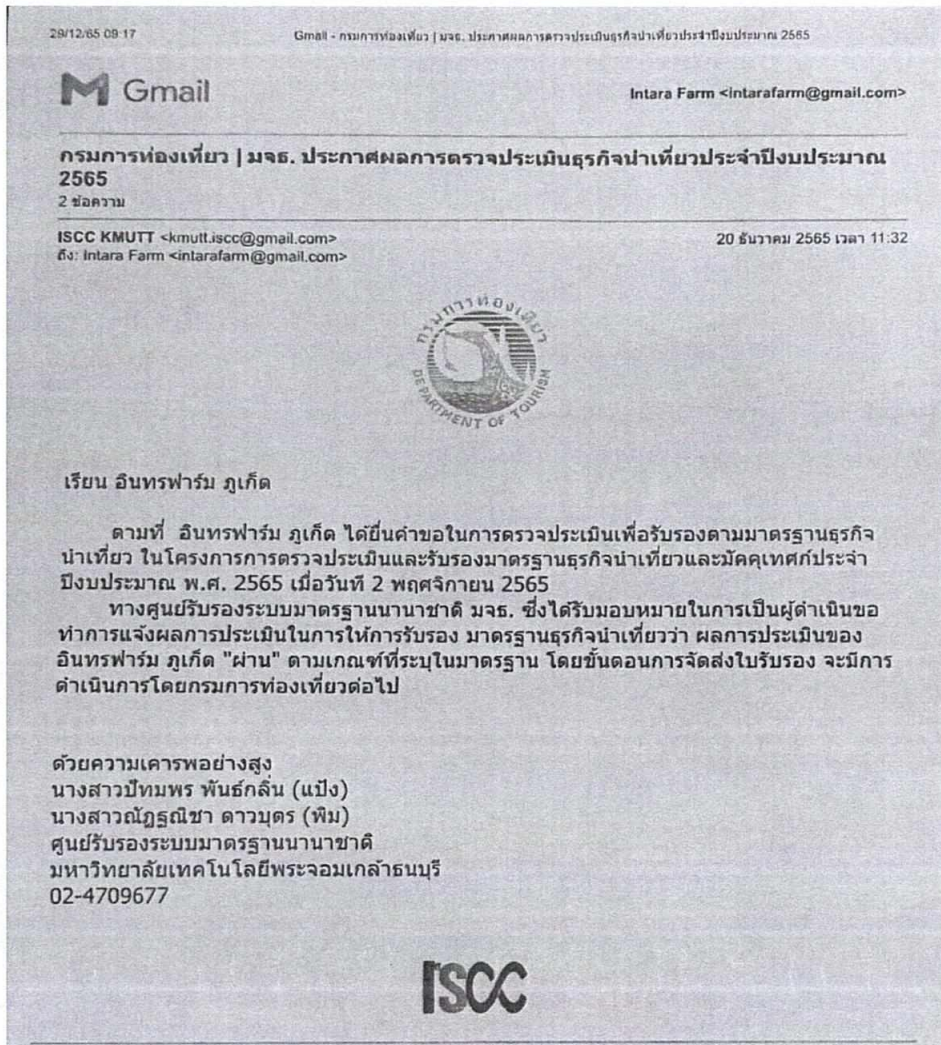 29/12/65 09:17
Gmail - กรมการท่องเที่ยว | มจธ. ประกาศผลการตรวจประเมินธุรกิจนำเที่ยวประจำปีงบประมาณ 2565
Gmail
Intara Farm <intarafarm@gmail.com>
กรมการท่องเที่ยว | มจธ. ประกาศผลการตรวจประเมินธุรกิจนำเที่ยวประจำปีงบประมาณ
2565
2 ข้อความ
ISCC KMUTT <kmutt.iscc@gmail.com>
20 ธันวาคม 2565 เวลา 11:32
ถึง: Intara Farm <intarafarm@gmail.com>
กรมการท่องเที่ยว
DEPARTMENT OF TOURISM
เรียน อินทรฟาร์ม ภูเก็ต
ตามที่ อินทรฟาร์ม ภูเก็ต ได้ยื่นคำขอในการตรวจประเมินเพื่อรับรองตามมาตรฐานธุรกิจ
นำเที่ยว ในโครงการการตรวจประเมินและรับรองมาตรฐานธุรกิจนำเที่ยวและมัคคุเทศก์ประจำ
ปีงบประมาณ พ.ศ. 2565 เมื่อวันที่ 2 พฤศจิกายน 2565
ทางศูนย์รับรองระบบมาตรฐานนานาชาติ มจธ. ซึ่งได้รับมอบหมายในการเป็นผู้ดำเนินขอ
ทำการแจ้งผลการประเมินในการให้การรับรอง มาตรฐานธุรกิจนำเที่ยวว่า ผลการประเมินของ
อินทรฟาร์ม ภูเก็ต "ผ่าน" ตามเกณฑ์ที่ระบุในมาตรฐาน โดยขั้นตอนการจัดส่งใบรับรอง จะมีการ
ดำเนินการโดยกรมการท่องเที่ยวต่อไป
ด้วยความเคารพอย่างสูง
นางสาวปัทมพร พันธ์กลิ่น (แป้ง)
นางสาวณัฏฐณิชา ดาวบุตร (พิม)
ศูนย์รับรองระบบมาตรฐานนานาชาติ
มหาวิทยาลัยเทคโนโลยีพระจอมเกล้าธนบุรี
02-4709677
ISCC